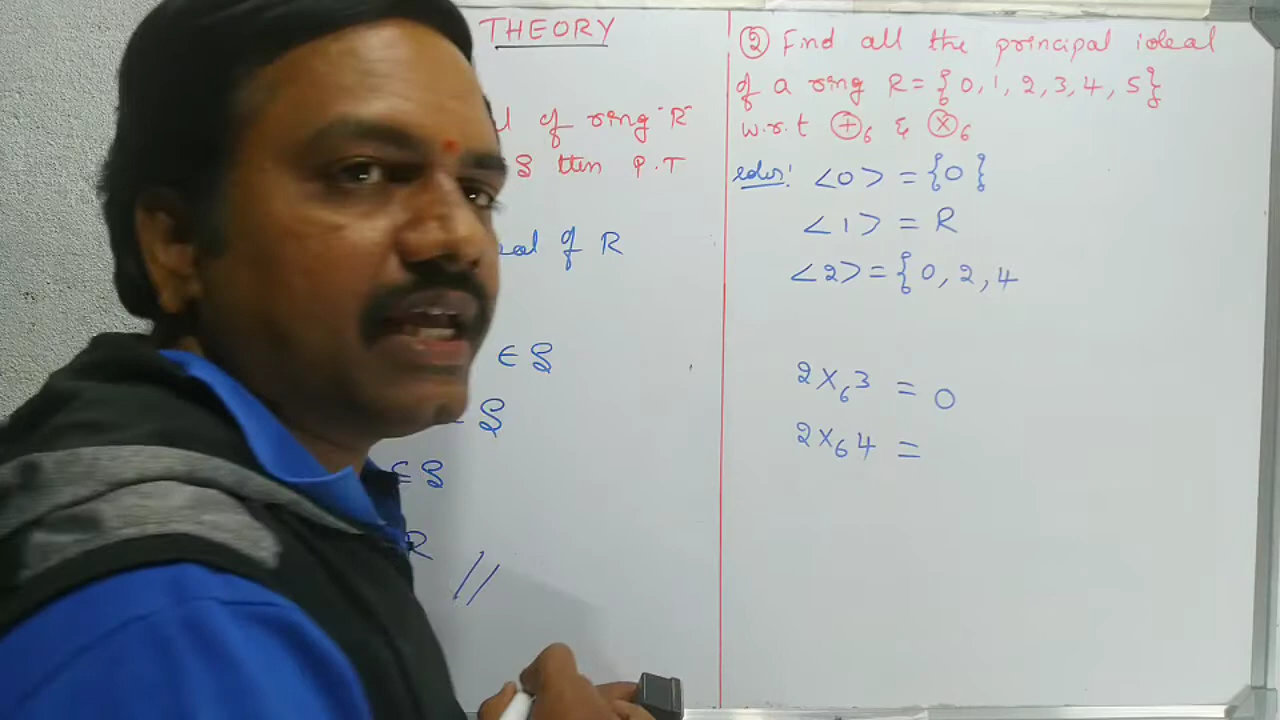 THEORY
of ring "R"
S then P.T
of R
∈ S
S
∈ S
R //
② Find all the principal ideal
of a ring R = {0, 1, 2, 3, 4, 5}
w.r.t ⊕₆ & ⊗₆
soln: <0> = {0}
<1> = R
<2> = {0, 2, 4
2 ×₆ 3 = 0
2 ×₆ 4 =